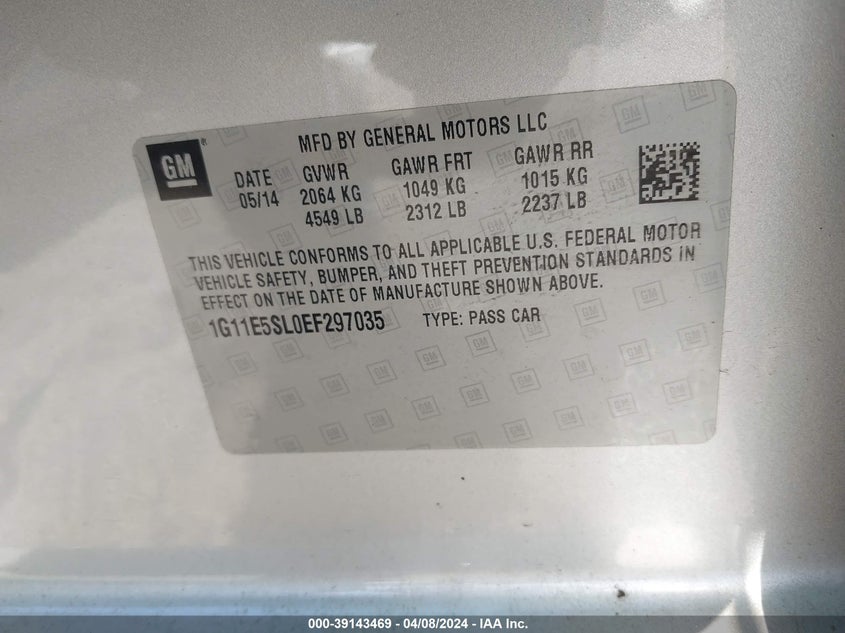 MFD BY GENERAL MOTORS LLC
GM ®
DATE GVWR GAWR FRT GAWR RR
05/14 2064 KG 1049 KG 1015 KG
4549 LB 2312 LB 2237 LB
THIS VEHICLE CONFORMS TO ALL APPLICABLE U.S. FEDERAL MOTOR
VEHICLE SAFETY, BUMPER, AND THEFT PREVENTION STANDARDS IN
EFFECT ON THE DATE OF MANUFACTURE SHOWN ABOVE.
1G11E5SL0EF297035 TYPE: PASS CAR
000-39143469 - 04/08/2024 - IAA Inc.